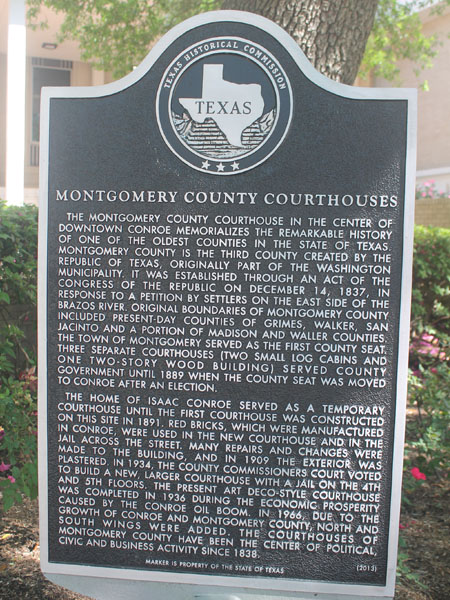 TEXAS HISTORICAL COMMISSION
TEXAS
MONTGOMERY COUNTY COURTHOUSES
THE MONTGOMERY COUNTY COURTHOUSE IN THE CENTER OF
DOWNTOWN CONROE MEMORIALIZES THE REMARKABLE HISTORY
OF ONE OF THE OLDEST COUNTIES IN THE STATE OF TEXAS.
MONTGOMERY COUNTY IS THE THIRD COUNTY CREATED BY THE
REPUBLIC OF TEXAS, ORIGINALLY PART OF THE WASHINGTON
MUNICIPALITY. IT WAS ESTABLISHED THROUGH AN ACT OF THE
CONGRESS OF THE REPUBLIC ON DECEMBER 14, 1837, IN
RESPONSE TO A PETITION BY SETTLERS ON THE EAST SIDE OF THE
BRAZOS RIVER. ORIGINAL BOUNDARIES OF MONTGOMERY COUNTY
INCLUDED PRESENT-DAY COUNTIES OF GRIMES, WALKER, SAN
JACINTO AND A PORTION OF MADISON AND WALLER COUNTIES.
THE TOWN OF MONTGOMERY SERVED AS THE FIRST COUNTY SEAT.
THREE SEPARATE COURTHOUSES (TWO SMALL LOG CABINS AND
ONE TWO-STORY WOOD BUILDING) SERVED COUNTY
GOVERNMENT UNTIL 1889 WHEN THE COUNTY SEAT WAS MOVED
TO CONROE AFTER AN ELECTION.
THE HOME OF ISAAC CONROE SERVED AS A TEMPORARY
COURTHOUSE UNTIL THE FIRST COURTHOUSE WAS CONSTRUCTED
ON THIS SITE IN 1891. RED BRICKS, WHICH WERE MANUFACTURED
IN CONROE, WERE USED IN THE NEW COURTHOUSE AND IN THE
JAIL ACROSS THE STREET. MANY REPAIRS AND CHANGES WERE
MADE TO THE BUILDING, AND IN 1909 THE EXTERIOR WAS
PLASTERED. IN 1934, THE COUNTY COMMISSIONERS COURT VOTED
TO BUILD A NEW, LARGER COURTHOUSE WITH A JAIL ON THE 4TH
AND 5TH FLOORS. THE PRESENT ART DECO-STYLE COURTHOUSE
WAS COMPLETED IN 1936 DURING THE ECONOMIC PROSPERITY
CAUSED BY THE CONROE OIL BOOM. IN 1966, DUE TO THE
GROWTH OF CONROE AND MONTGOMERY COUNTY, NORTH AND
SOUTH WINGS WERE ADDED. THE COURTHOUSES OF
MONTGOMERY COUNTY HAVE BEEN THE CENTER OF POLITICAL,
CIVIC AND BUSINESS ACTIVITY SINCE 1838.
(2013)
MARKER IS PROPERTY OF THE STATE OF TEXAS